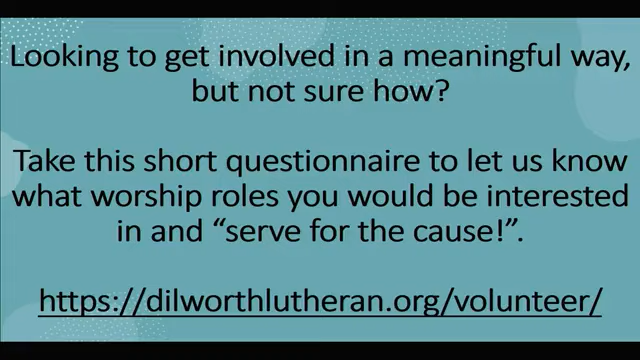 Looking to get involved in a meaningful way,
but not sure how?
Take this short questionnaire to let us know
what worship roles you would be interested
in and “serve for the cause!”.
https://dilworthlutheran.org/volunteer/